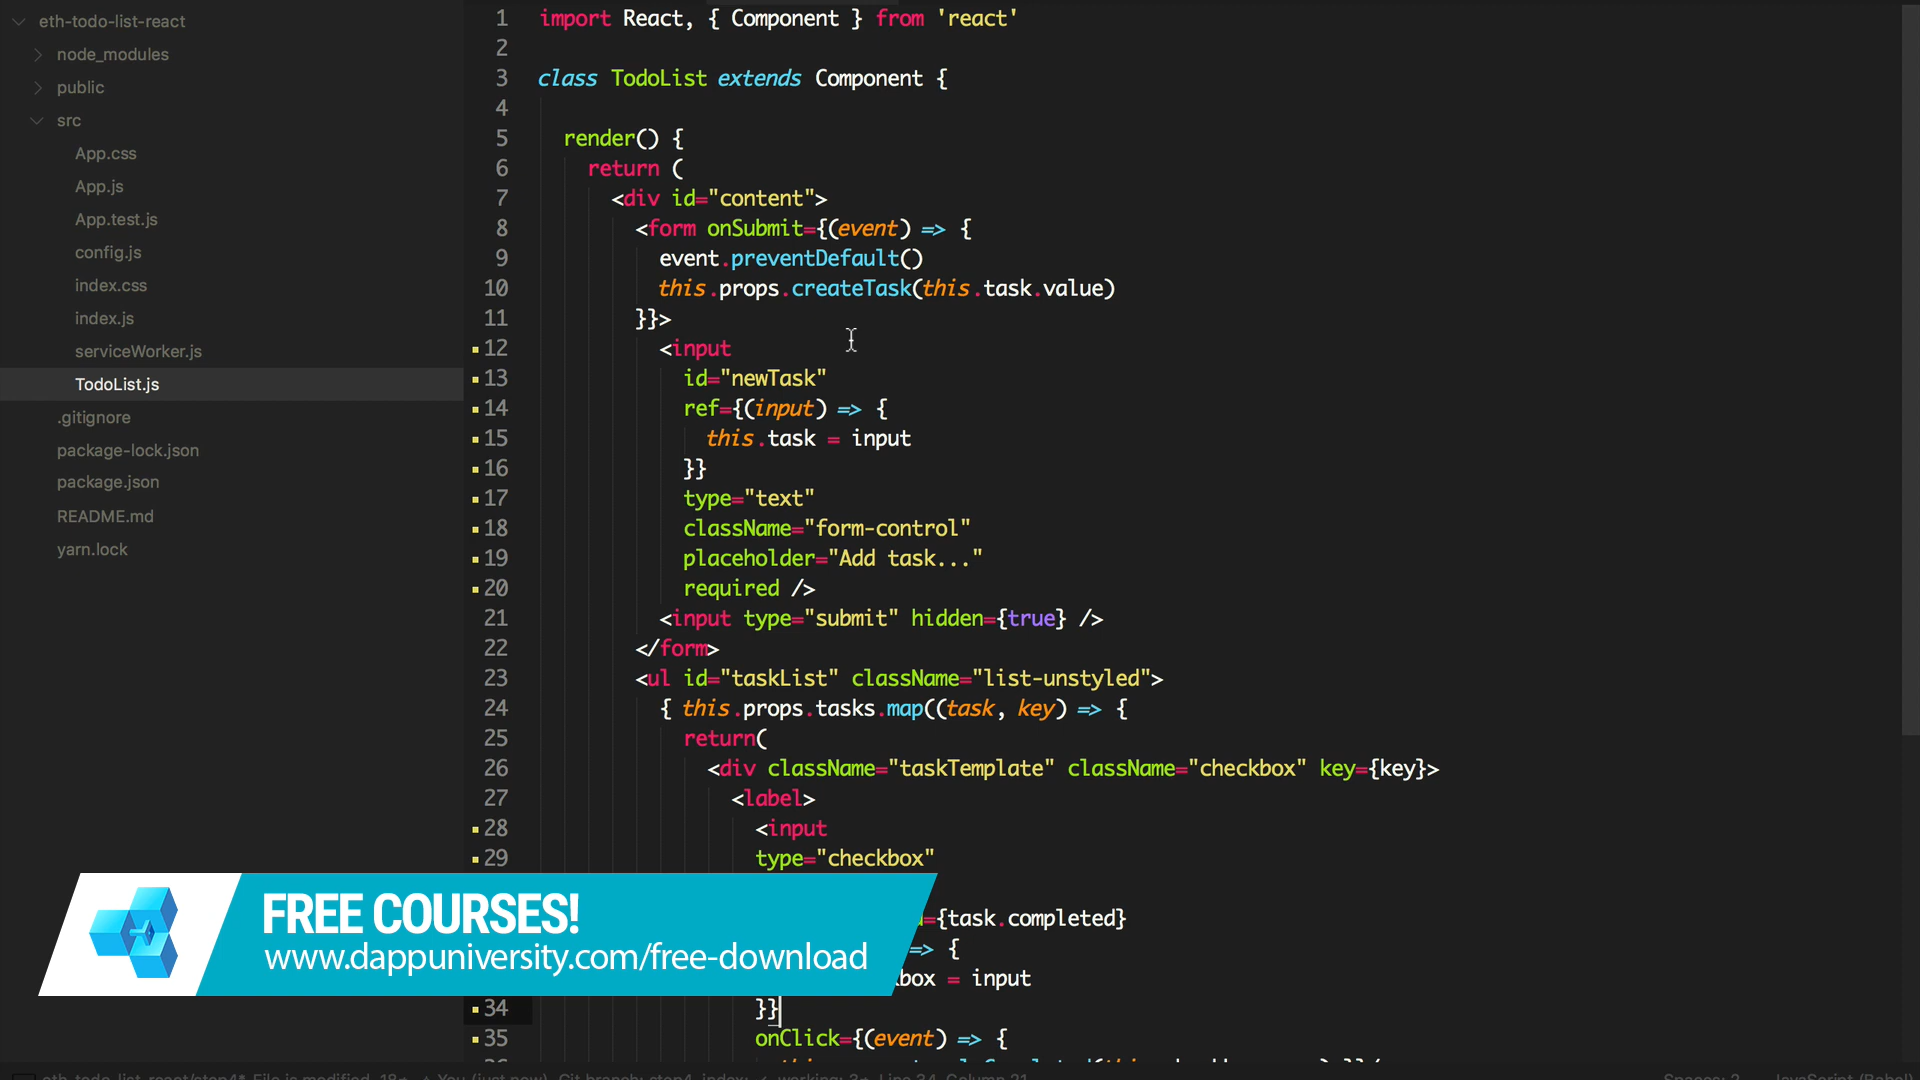 eth-todo-list-react
node_modules
public
src
App.css
App.js
App.test.js
config.js
index.css
index.js
serviceWorker.js
TodoList.js
.gitignore
package-lock.json
package.json
README.md
yarn.lock
1 import React, { Component } from 'react'
2
3 class TodoList extends Component {
4
5 render() {
6 return (
7 <div id="content">
8 <form onSubmit={(event) => {
9 event.preventDefault()
10 this.props.createTask(this.task.value)
11 }}>
12 <input
13 id="newTask"
14 ref={(input) => {
15 this.task = input
16 }}
17 type="text"
18 className="form-control"
19 placeholder="Add task..."
20 required />
21 <input type="submit" hidden={true} />
22 </form>
23 <ul id="taskList" className="list-unstyled">
24 { this.props.tasks.map((task, key) => {
25 return(
26 <div className="taskTemplate" className="checkbox" key={key}>
27 <label>
28 <input
29 type="checkbox"
={task.completed}
=> {
box = input
34 }}
35 onClick={(event) => {
FREE COURSES!
www.dappuniversity.com/free-download